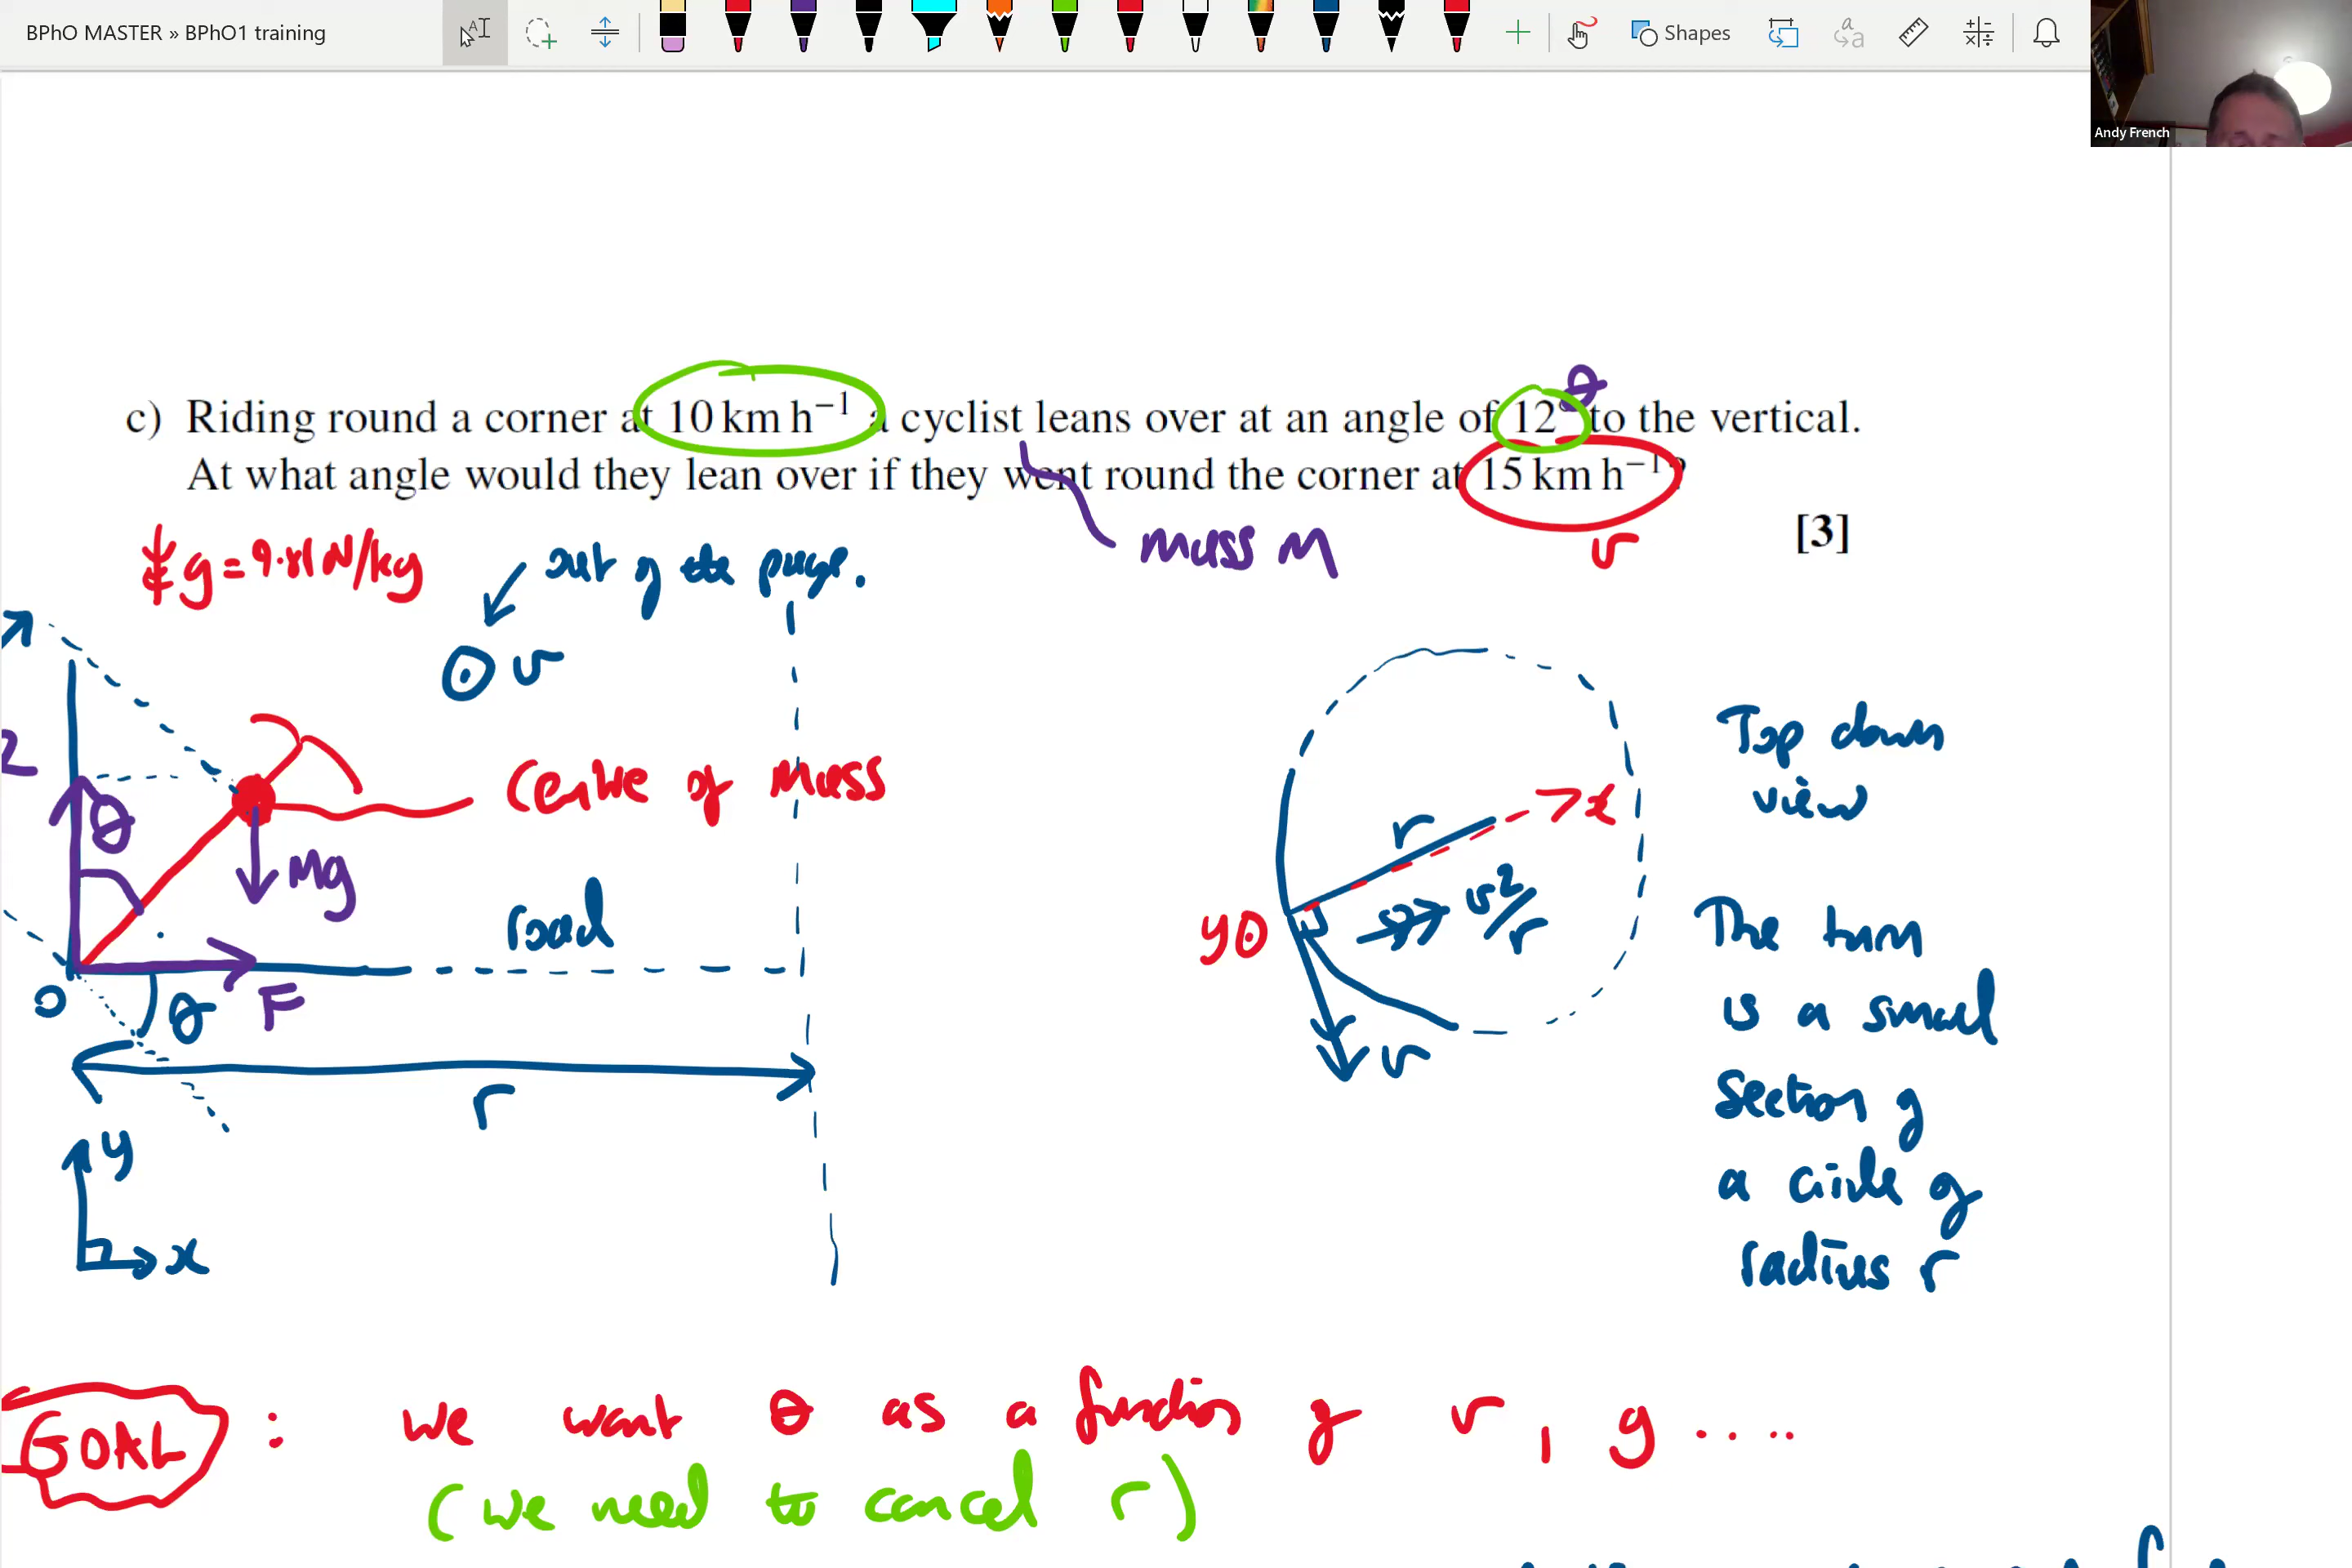 BPhO MASTER » BPhO1 training
Shapes
Andy French
c) Riding round a corner at 10 km h⁻¹ a cyclist leans over at an angle of 12° to the vertical.
θ
At what angle would they lean over if they went round the corner at 15 km h⁻¹?
[3]
mass M
v
g = 9.81 N/kg
out of the page.
v
Top down
view
Centre of mass
θ
Mg
r
x
v²/r
road
y
The turn
is a small
section of
a circle of
radius r
O
θ
F
v
r
y
x
GOAL : we want θ as a function of v, g ....
(we need to cancel r)